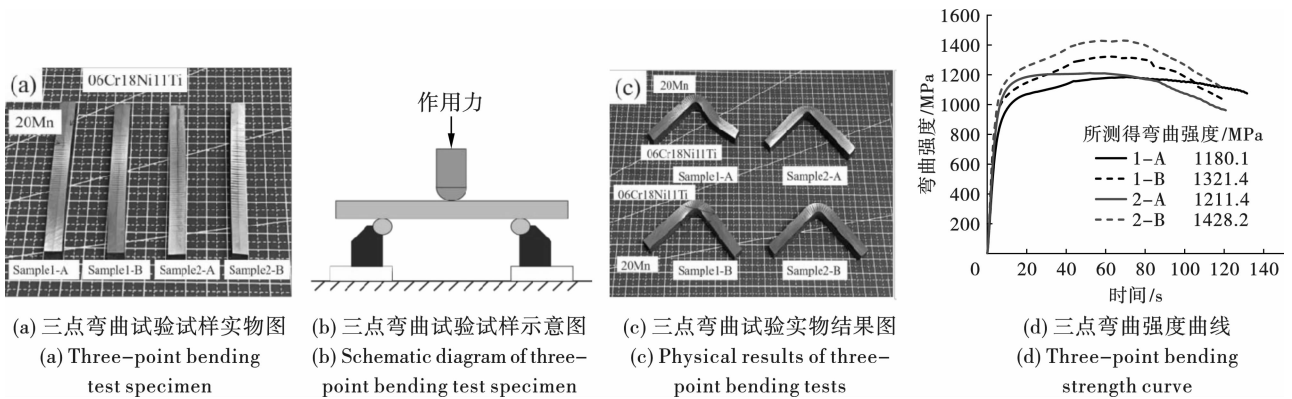 (a)
06Cr18Ni11Ti
20Mn
Sample1-A
Sample1-B
Sample2-A
Sample2-B
(a) 三点弯曲试验试样实物图
(a) Three-point bending
test specimen
作用力
(b) 三点弯曲试验试样示意图
(b) Schematic diagram of three-
point bending test specimen
(c)
20Mn
06Cr18Ni11Ti
Sample1-A
Sample2-A
06Cr18Ni11Ti
20Mn
Sample1-B
Sample2-B
(c) 三点弯曲试验实物结果图
(c) Physical results of three-
point bending tests
弯曲强度/MPa
1600
1400
1200
1000
800
600
400
200
0
20
40
60
80
100
120
140
时间/s
所测得弯曲强度/MPa
1-A 1180.1
1-B 1321.4
2-A 1211.4
2-B 1428.2
(d) 三点弯曲强度曲线
(d) Three-point bending
strength curve